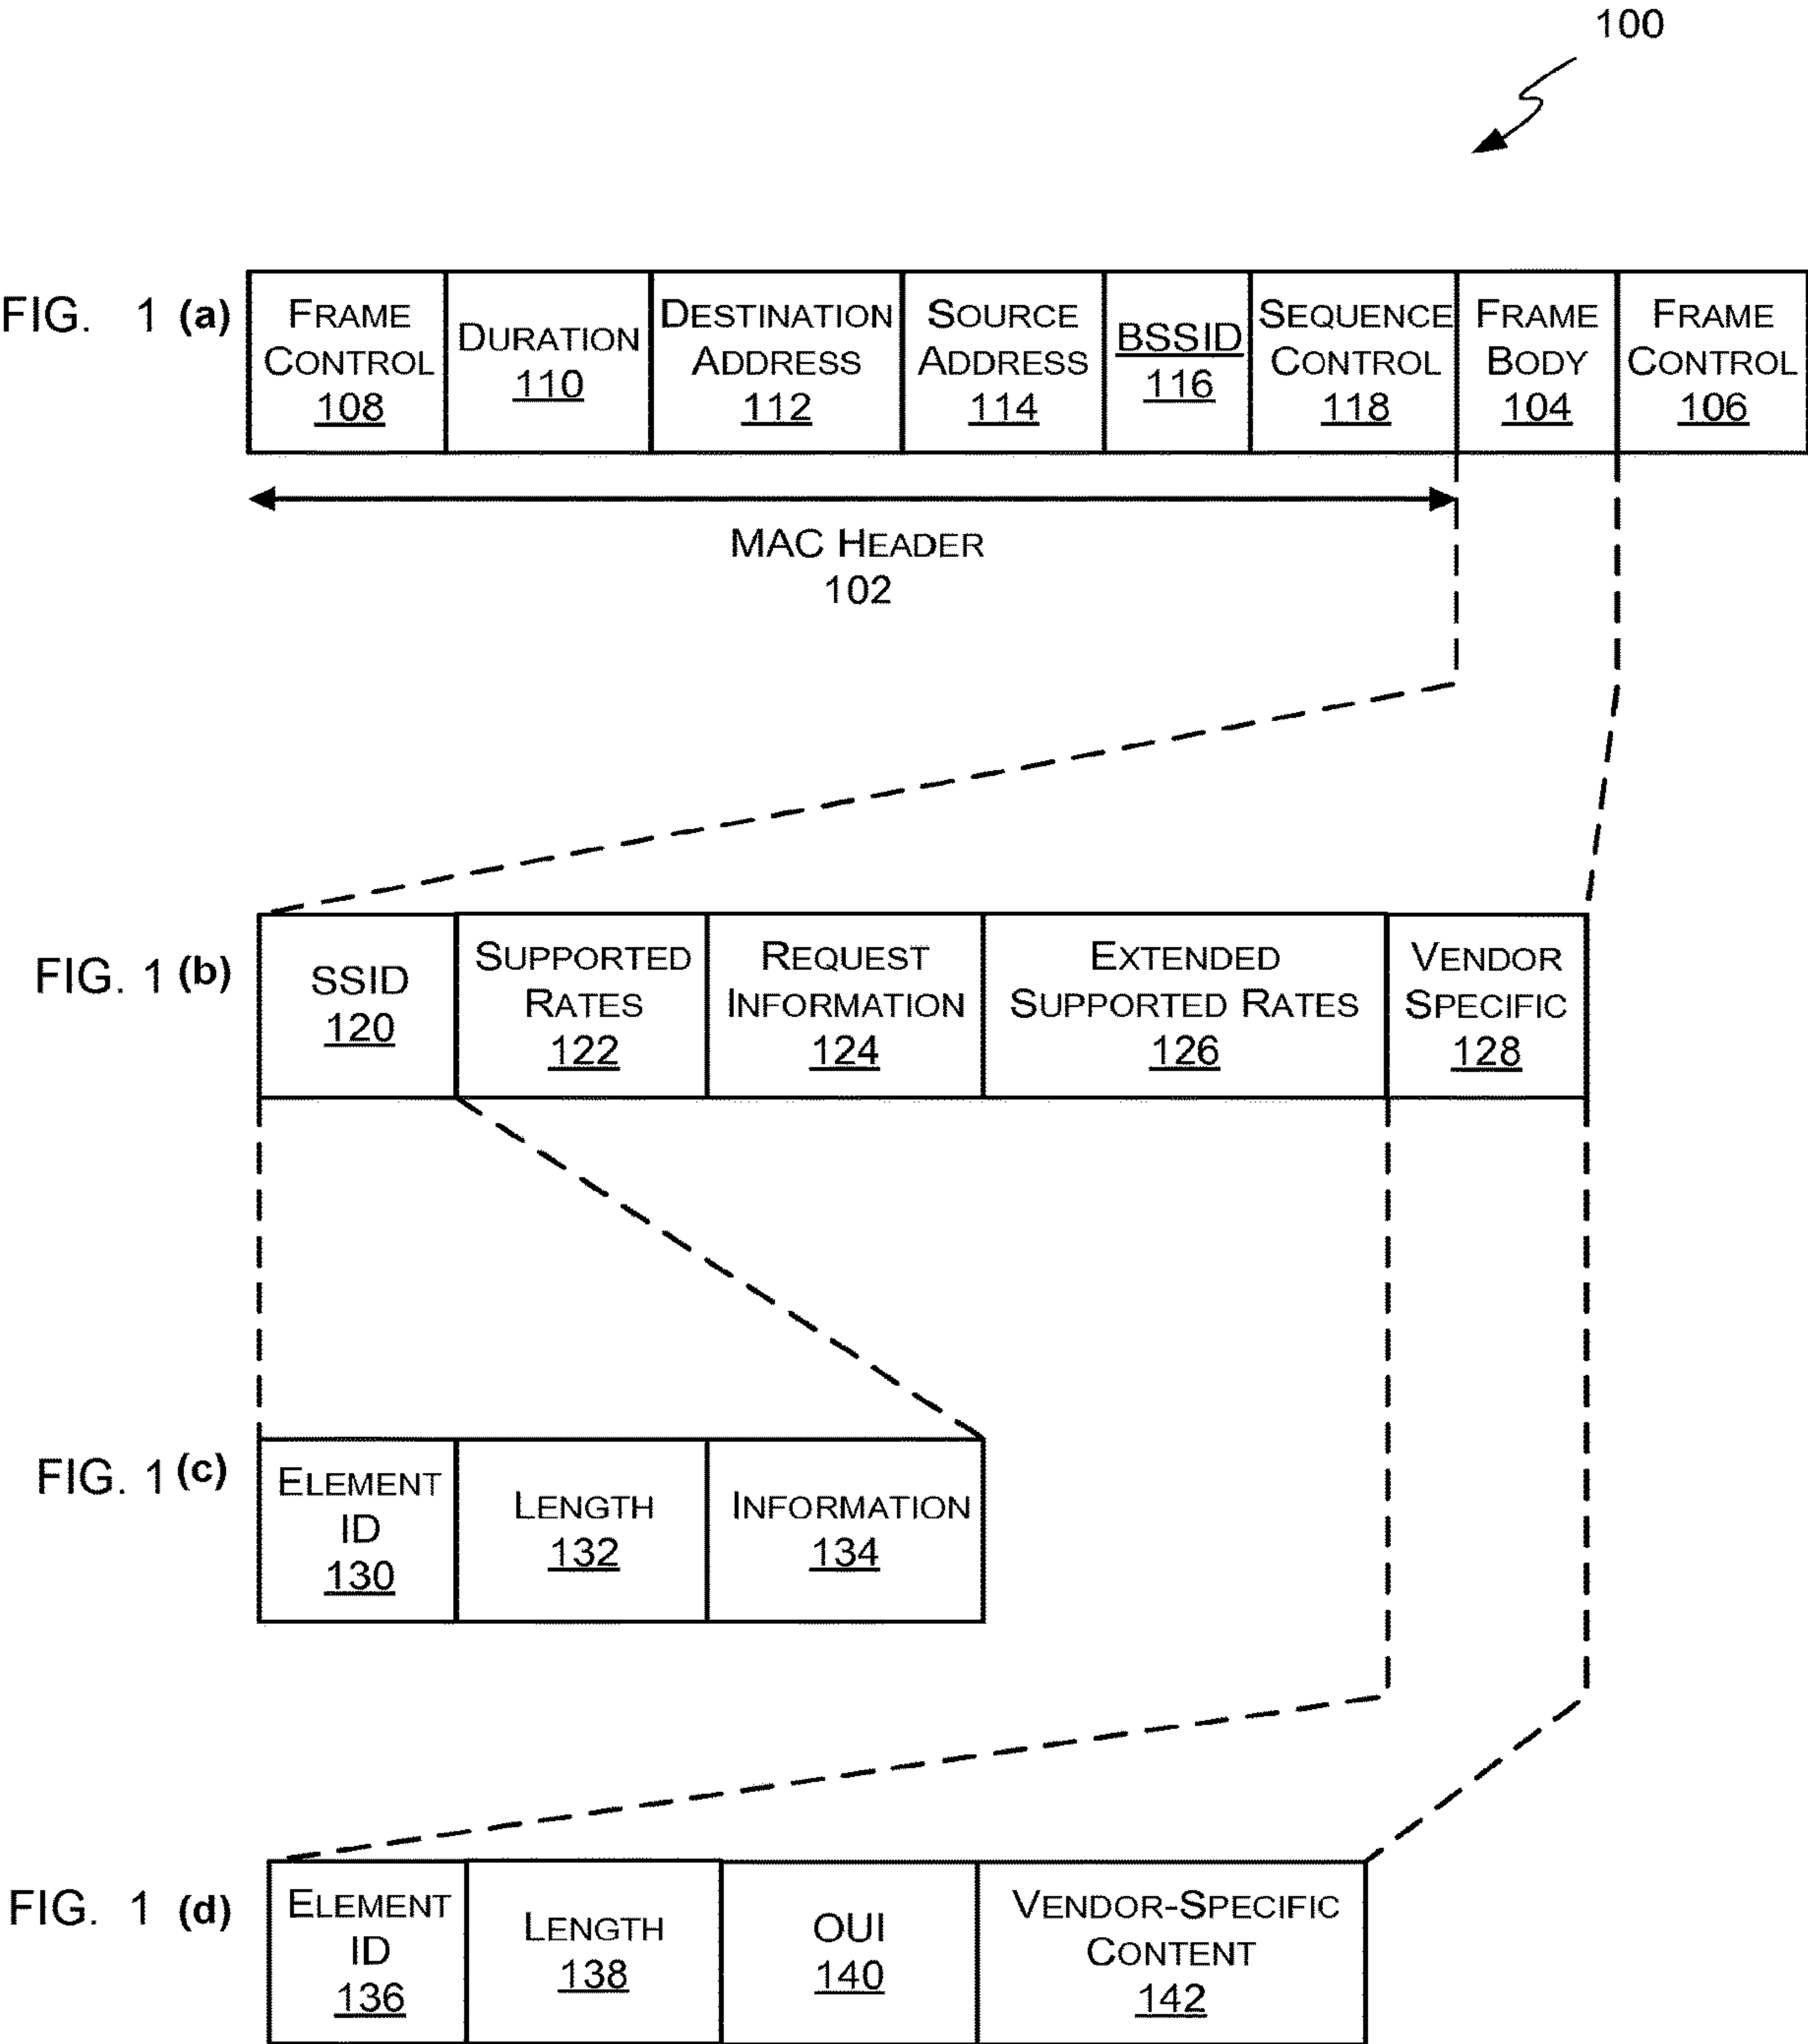 100
FIG. 1 (a)
FRAME CONTROL 108
DURATION 110
DESTINATION ADDRESS 112
SOURCE ADDRESS 114
BSSID 116
SEQUENCE CONTROL 118
FRAME BODY 104
FRAME CONTROL 106
MAC HEADER
102
FIG. 1 (b)
SSID 120
SUPPORTED RATES 122
REQUEST INFORMATION 124
EXTENDED SUPPORTED RATES 126
VENDOR SPECIFIC 128
FIG. 1 (c)
ELEMENT ID 130
LENGTH 132
INFORMATION 134
FIG. 1 (d)
ELEMENT ID 136
LENGTH 138
OUI 140
VENDOR-SPECIFIC CONTENT 142